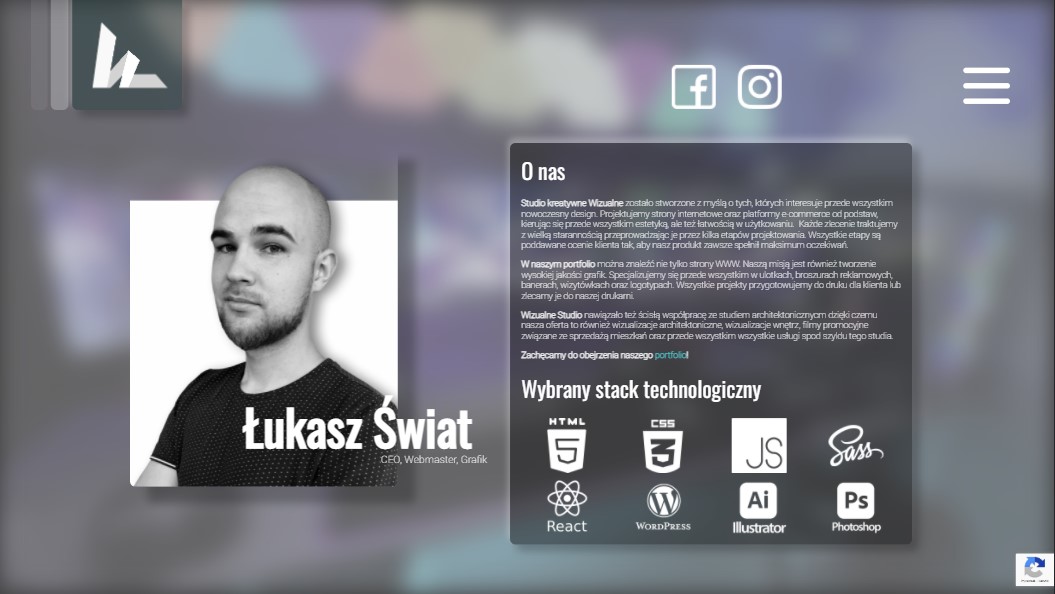 O nas
Studio kreatywne Wizualne zostało stworzone z myślą o tych, których interesuje przede wszystkim
nowoczesny design. Projektujemy strony internetowe oraz platformy e-commerce od podstaw,
kierując się przede wszystkim estetyką, ale też łatwością w użytkowaniu. Każde zlecenie traktujemy
z wielką starannością przeprowadzając je przez kilka etapów projektowania. Wszystkie etapy są
poddawane ocenie klienta tak, aby nasz produkt zawsze spełnił maksimum oczekiwań.
W naszym portfolio można znaleźć nie tylko strony WWW. Naszą misją jest również tworzenie
wysokiej jakości grafik. Specjalizujemy się przede wszystkim w ulotkach, broszurach reklamowych,
banerach, wizytówkach oraz logotypach. Wszystkie projekty przygotowujemy do druku dla klienta lub
zlecamy je do naszej drukarni.
Wizualne Studio nawiązało też ścisłą współpracę ze studiem architektonicznym dzięki czemu
nasza oferta to również wizualizacje architektoniczne, wizualizacje wnętrz, filmy promocyjne
związane ze sprzedażą mieszkań oraz przede wszystkim wszystkie usługi spod szyldu tego studia.
Zachęcamy do obejrzenia naszego portfolio!
Wybrany stack technologiczny
HTML 5
CSS 3
JS
Sass
React
WORDPRESS
Ai Illustrator
Ps Photoshop
Łukasz Świat
CEO, Webmaster, Grafik